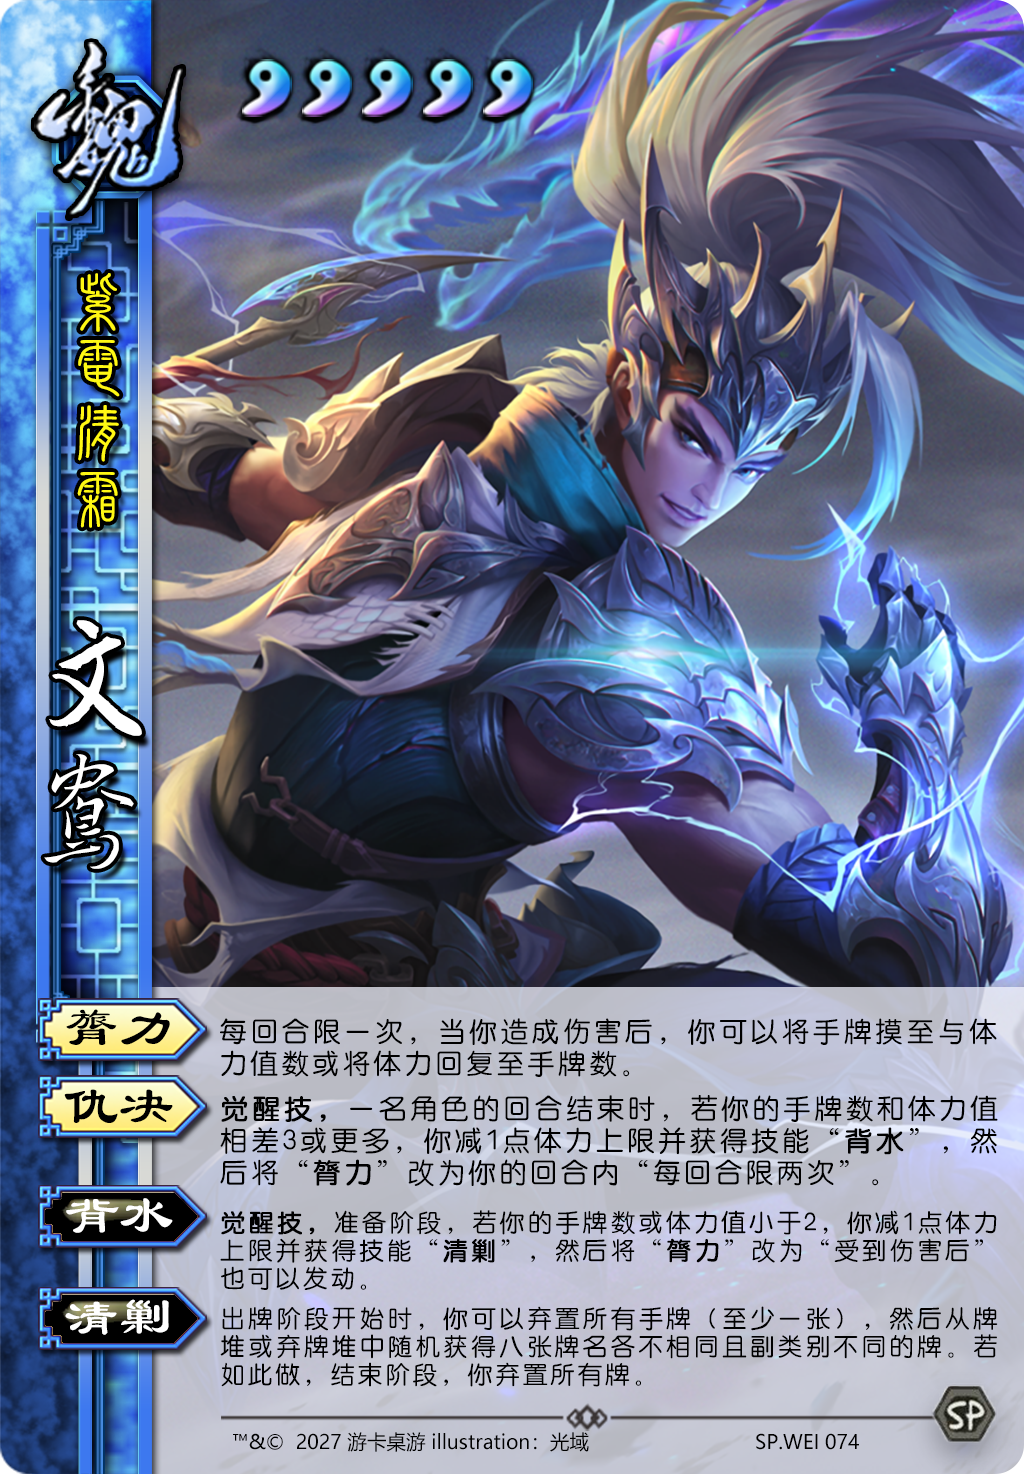 魏
紫電清霜
文鸯
膂力
每回合限一次，当你造成伤害后，你可以将手牌摸至与体
力值数或将体力回复至手牌数。
仇决
觉醒技，一名角色的回合结束时，若你的手牌数和体力值
相差3或更多，你减1点体力上限并获得技能“背水”，然
后将“膂力”改为你的回合内“每回合限两次”。
背水
觉醒技，准备阶段，若你的手牌数或体力值小于2，你减1点体力
上限并获得技能“清剿”，然后将“膂力”改为“受到伤害后”
也可以发动。
清剿
出牌阶段开始时，你可以弃置所有手牌（至少一张），然后从牌
堆或弃牌堆中随机获得八张牌名各不相同且副类别不同的牌。若
如此做，结束阶段，你弃置所有牌。
SP
™&© 2027 游卡桌游 illustration：光域
SP.WEI 074